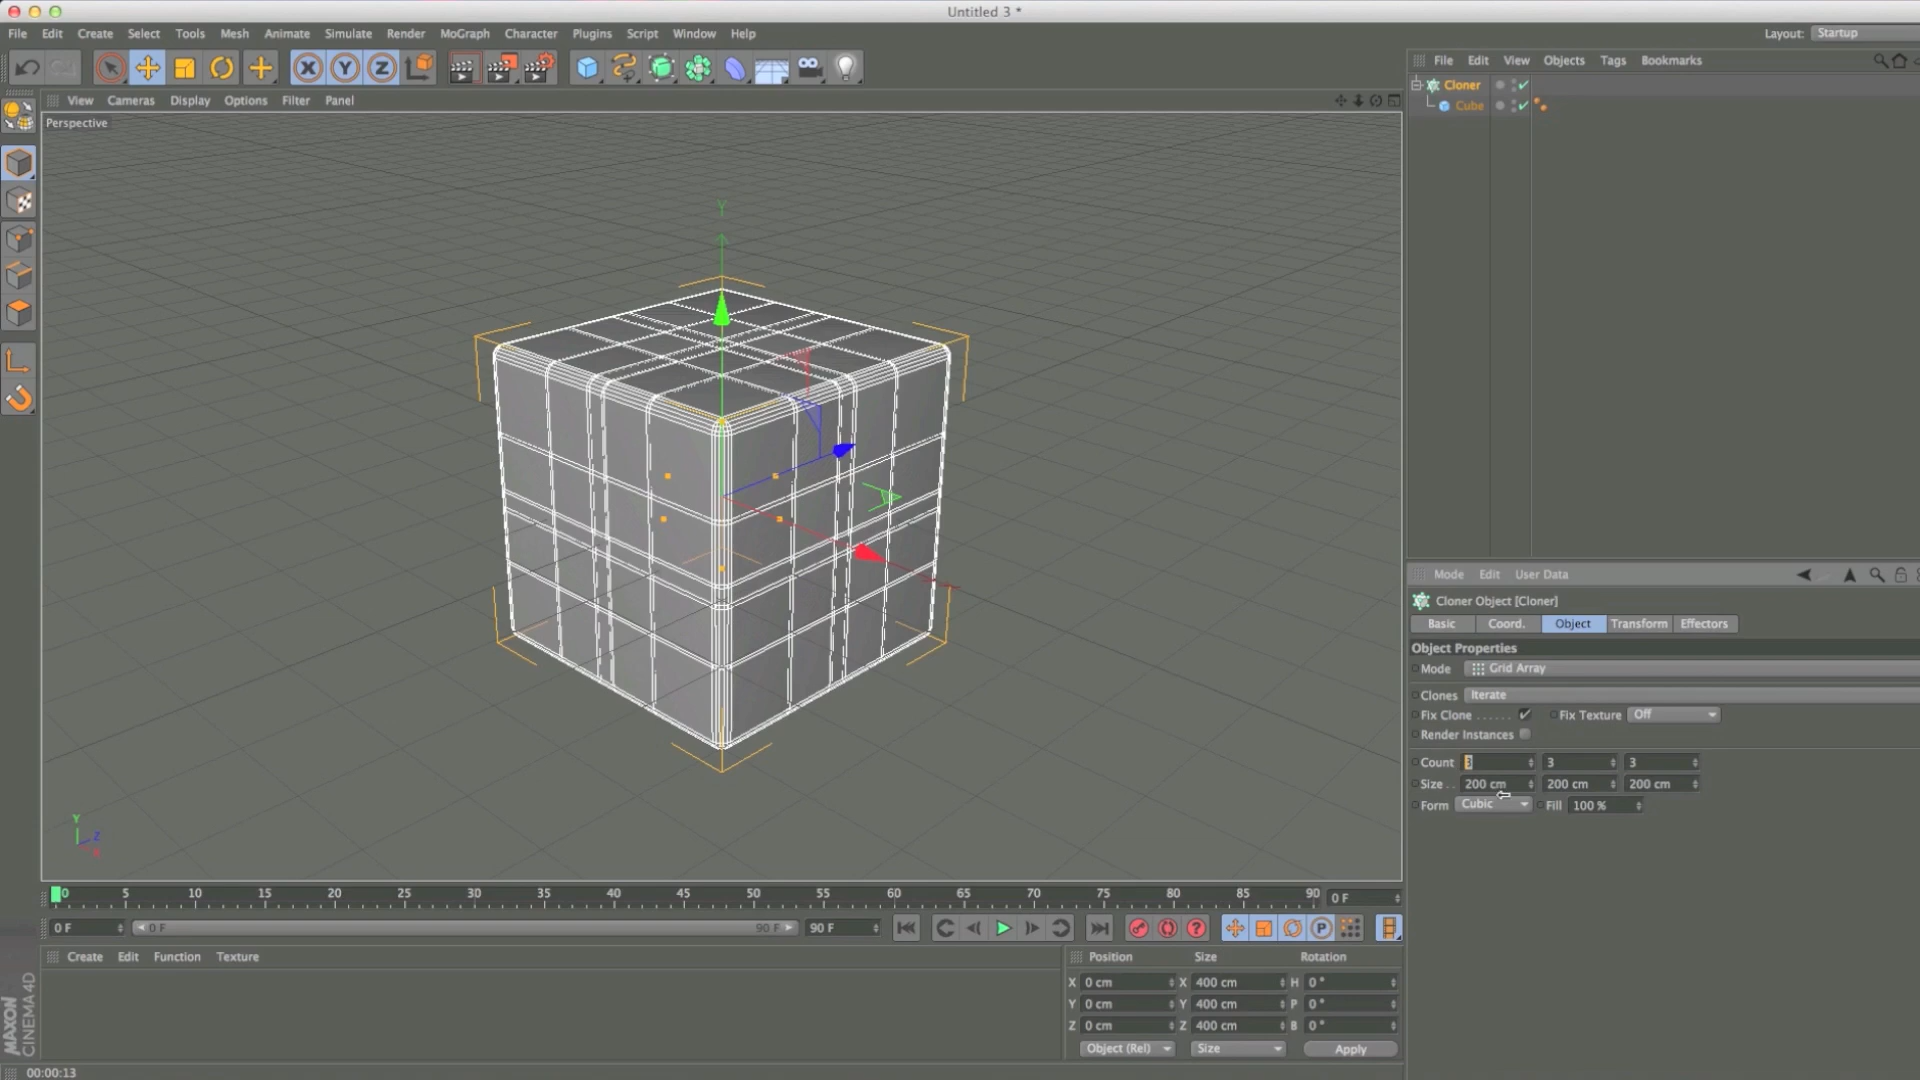 Untitled 3 *
File Edit Create Select Tools Mesh Animate Simulate Render MoGraph Character Plugins Script Window Help Layout: Startup
X Y Z
File Edit View Objects Tags Bookmarks
View Cameras Display Options Filter Panel
Cloner
Cube
Perspective
Y
Mode Edit User Data
Cloner Object [Cloner]
Basic Coord. Object Transform Effectors
Object Properties
Mode Grid Array
Clones Iterate
Fix Clone ...... Fix Texture Off
Render Instances
Count 3 3 3
Size .. 200 cm 200 cm 200 cm
Form Cubic Fill 100 %
Y
Z
X
0 5 10 15 20 25 30 35 40 45 50 55 60 65 70 75 80 85 90 0 F
0 F 0 F 90 F 90 F ? P
Create Edit Function Texture
Position Size Rotation
X 0 cm X 400 cm H 0 °
Y 0 cm Y 400 cm P 0 °
Z 0 cm Z 400 cm B 0 °
Object (Rel) Size Apply
MAXON
CINEMA 4D
00:00:13